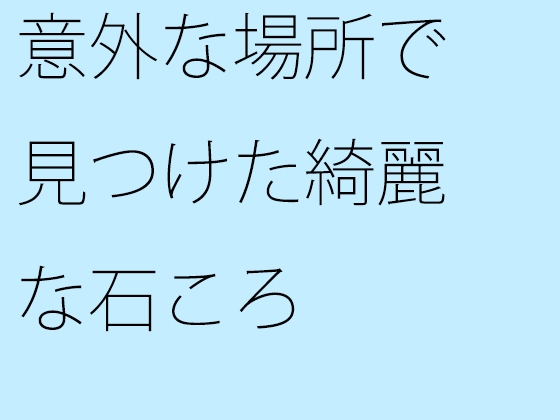 意外な場所で
見つけた綺麗
な石ころ